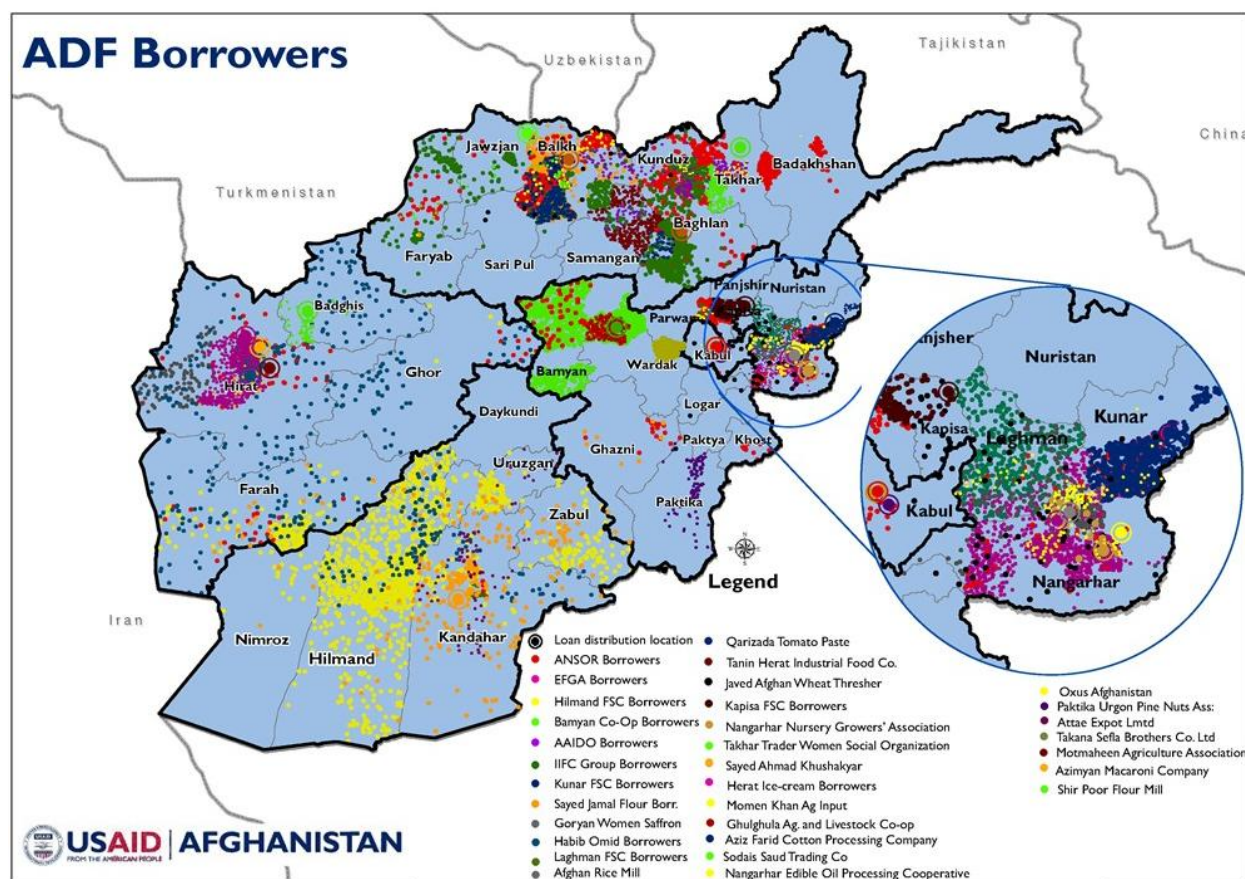 ADF Borrowers
Uzbekistan
Tajikistan
China
Turkmenistan
Iran
Jawzjan
Balkh
Kunduz
Takhar
Badakhshan
Baghlan
Faryab
Sari Pul
Samangan
Badghis
Panjshir
Nuristan
Parwan
Hirat
Ghor
Bamyan
Wardak
Kabul
Daykundi
Logar
Ghazni
Paktya
Khost
Uruzgan
Farah
Zabul
Paktika
Nimroz
Hilmand
Kandahar
anjsher
Nuristan
Kunar
Kapisa
Laghman
Kabul
Nangarhar
Legend
Loan distribution location
ANSOR Borrowers
EFGA Borrowers
Hilmand FSC Borrowers
Bamyan Co-Op Borrowers
AAIDO Borrowers
IIFC Group Borrowers
Kunar FSC Borrowers
Sayed Jamal Flour Borr.
Goryan Women Saffron
Habib Omid Borrowers
Laghman FSC Borrowers
Afghan Rice Mill
Qarizada Tomato Paste
Tanin Herat Industrial Food Co.
Javed Afghan Wheat Thresher
Kapisa FSC Borrowers
Nangarhar Nursery Growers' Association
Takhar Trader Women Social Organization
Sayed Ahmad Khushakyar
Herat Ice-cream Borrowers
Momen Khan Ag Input
Ghulghula Ag. and Livestock Co-op
Aziz Farid Cotton Processing Company
Sodais Saud Trading Co
Nangarhar Edible Oil Processing Cooperative
Oxus Afghanistan
Paktika Urgon Pine Nuts Ass:
Attae Expot Lmtd
Takana Sefla Brothers Co. Ltd
Motmaheen Agriculture Association
Azimyan Macaroni Company
Shir Poor Flour Mill
USAID AFGHANISTAN
FROM THE AMERICAN PEOPLE